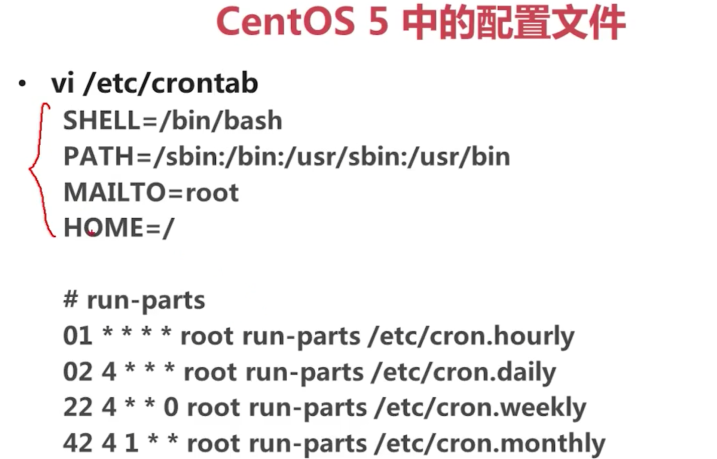 CentOS 5 中的配置文件
• vi /etc/crontab
SHELL=/bin/bash
PATH=/sbin:/bin:/usr/sbin:/usr/bin
MAILTO=root
HOME=/
# run-parts
01 * * * * root run-parts /etc/cron.hourly
02 4 * * * root run-parts /etc/cron.daily
22 4 * * 0 root run-parts /etc/cron.weekly
42 4 1 * * root run-parts /etc/cron.monthly